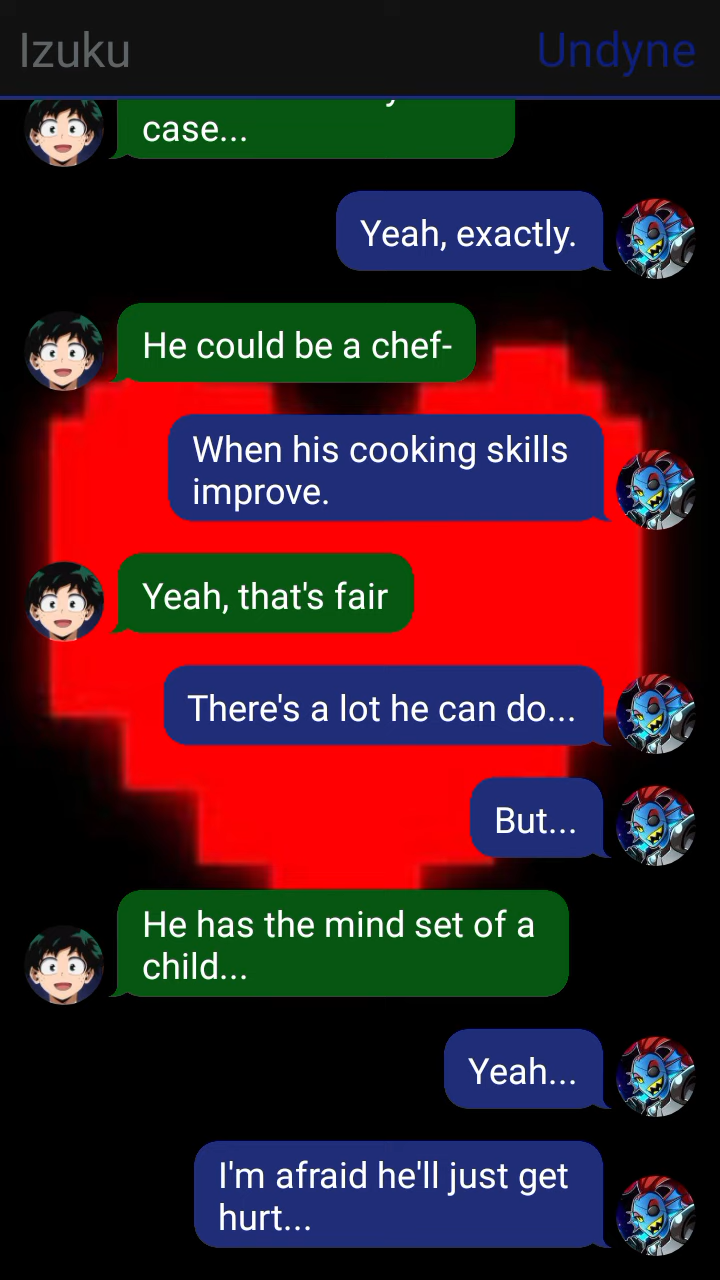 Izuku
Undyne
case...
Yeah, exactly.
He could be a chef-
When his cooking skills
improve.
Yeah, that's fair
There's a lot he can do...
But...
He has the mind set of a
child...
Yeah...
I'm afraid he'll just get
hurt...